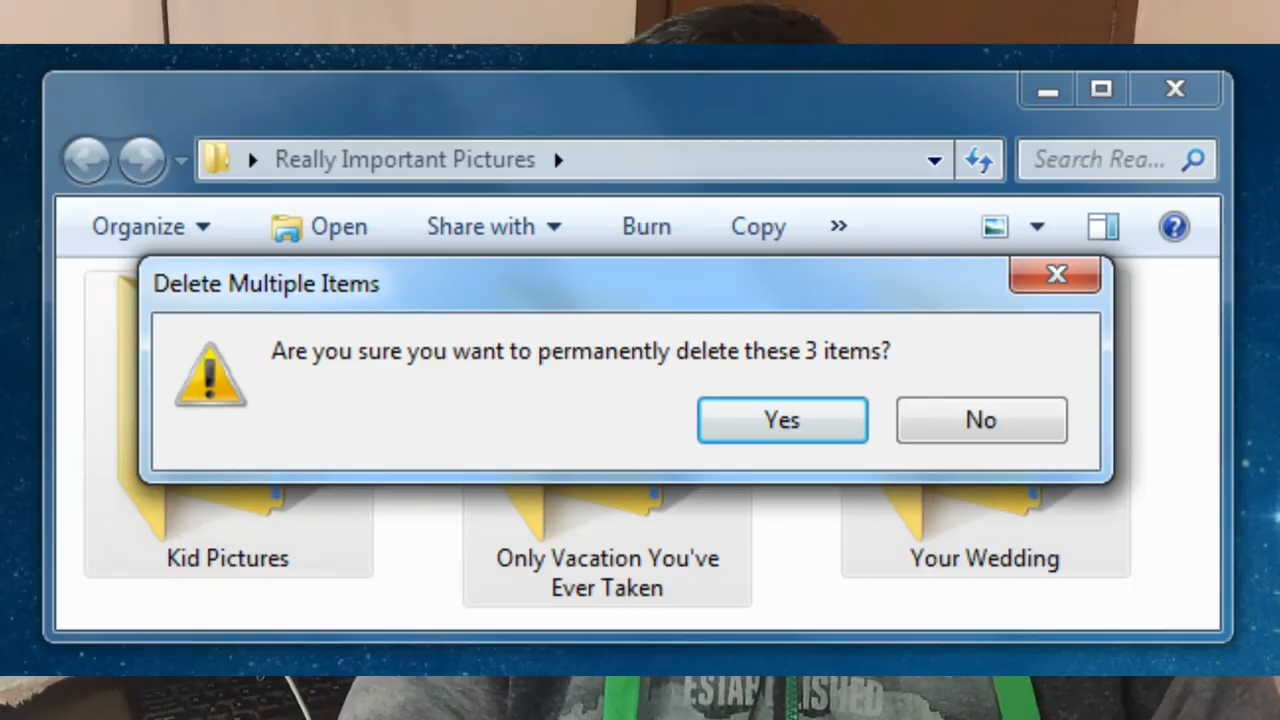 Really Important Pictures
Search Rea...
Organize
Open
Share with
Burn
Copy
»
Delete Multiple Items
Are you sure you want to permanently delete these 3 items?
Yes
No
Kid Pictures
Only Vacation You've
Ever Taken
Your Wedding
ESTABLISHED